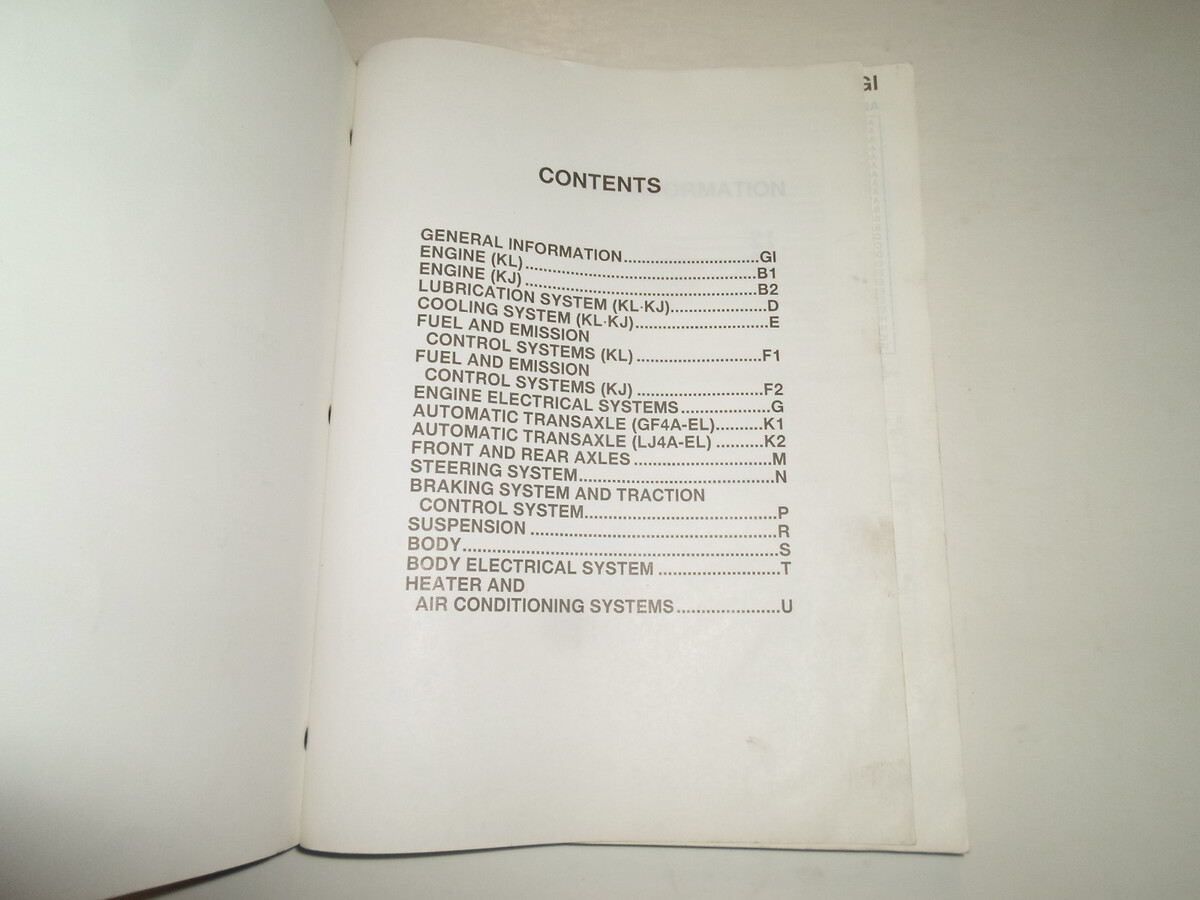 GI
CONTENTS
ORMATION
GENERAL INFORMATION..........................GI
ENGINE (KL)..............................................B1
ENGINE (KJ)..............................................B2
LUBRICATION SYSTEM (KL·KJ)...................D
COOLING SYSTEM (KL·KJ)..........................E
FUEL AND EMISSION
CONTROL SYSTEMS (KL).........................F1
FUEL AND EMISSION
CONTROL SYSTEMS (KJ).........................F2
ENGINE ELECTRICAL SYSTEMS..................G
AUTOMATIC TRANSAXLE (GF4A-EL)..........K1
AUTOMATIC TRANSAXLE (LJ4A-EL)..........K2
FRONT AND REAR AXLES...........................M
STEERING SYSTEM.......................................N
BRAKING SYSTEM AND TRACTION
CONTROL SYSTEM.......................................P
SUSPENSION.................................................R
BODY...............................................................S
BODY ELECTRICAL SYSTEM........................T
HEATER AND
AIR CONDITIONING SYSTEMS.....................U